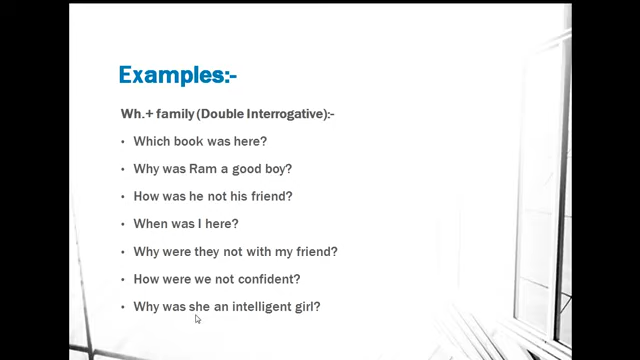 Examples:-
Wh.+ family (Double Interrogative):-
• Which book was here?
• Why was Ram a good boy?
• How was he not his friend?
• When was I here?
• Why were they not with my friend?
• How were we not confident?
• Why was she an intelligent girl?